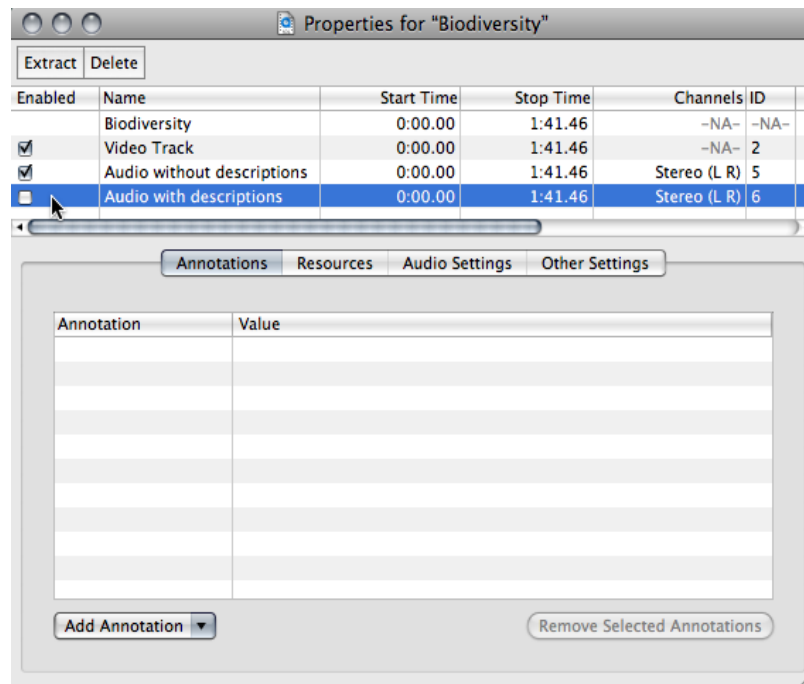 Properties for “Biodiversity”
Extract Delete
Enabled Name Start Time Stop Time Channels ID
Biodiversity 0:00.00 1:41.46 –NA– –NA–
Video Track 0:00.00 1:41.46 –NA– 2
Audio without descriptions 0:00.00 1:41.46 Stereo (L R) 5
Audio with descriptions 0:00.00 1:41.46 Stereo (L R) 6
Annotations Resources Audio Settings Other Settings
Annotation Value
Add Annotation Remove Selected Annotations